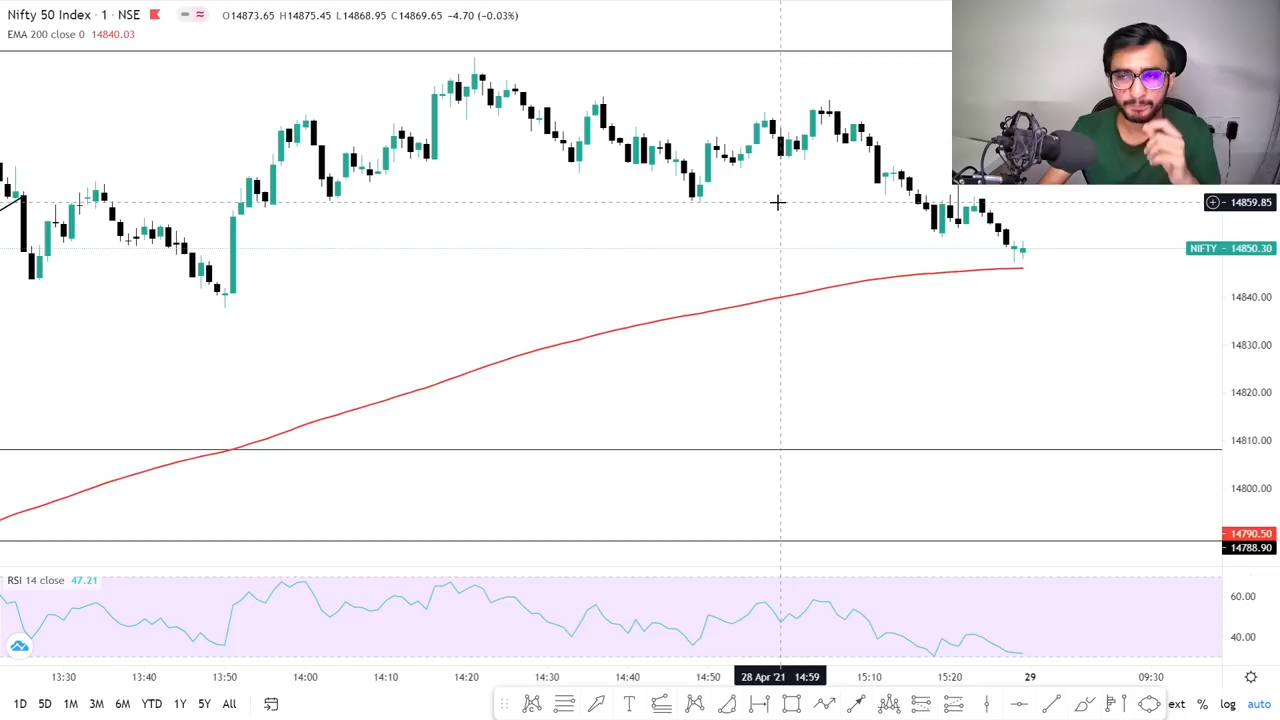 Nifty 50 Index · 1 · NSE O14873.65 H14875.45 L14868.95 C14869.65 -4.70 (-0.03%)
EMA 200 close 0 14840.03
14859.85
NIFTY - 14850.30
14840.00
14830.00
14820.00
14810.00
14800.00
14790.50
14788.90
RSI 14 close 47.21
60.00
40.00
13:30 13:40 13:50 14:00 14:10 14:20 14:30 14:40 14:50 28 Apr '21 14:59 15:10 15:20 29 09:30
1D 5D 1M 3M 6M YTD 1Y 5Y All ext % log auto